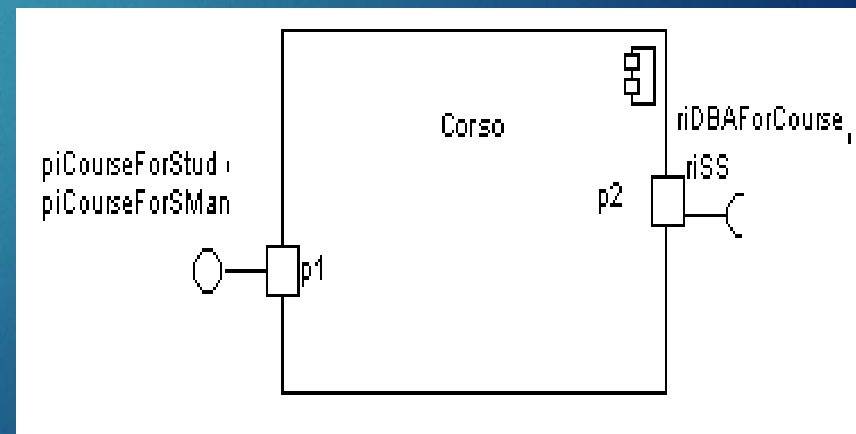 Corso
riDBAForCourse,
piCourseForStud
riSS
piCourseForSMan
p2
p1